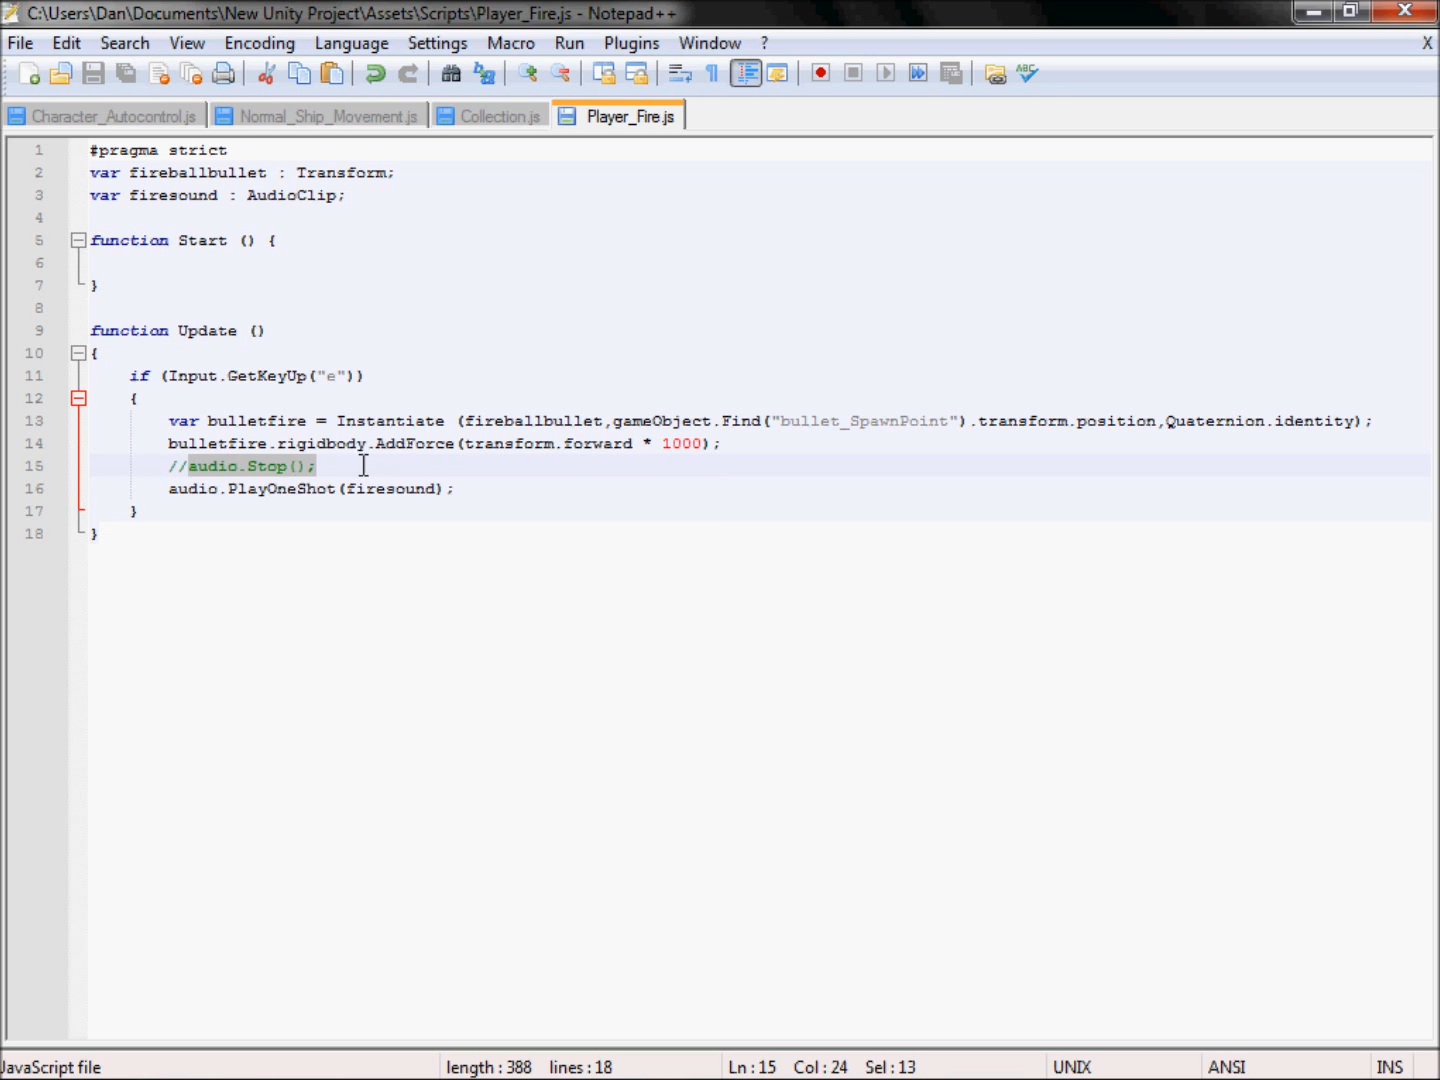 C:\Users\Dan\Documents\New Unity Project\Assets\Scripts\Player_Fire.js - Notepad++
File Edit Search View Encoding Language Settings Macro Run Plugins Window ? X
Character_Autocontrol.js Normal_Ship_Movement.js Collection.js Player_Fire.js
1 #pragma strict
2 var fireballbullet : Transform;
3 var firesound : AudioClip;
4
5 function Start () {
6
7 }
8
9 function Update ()
10 {
11 if (Input.GetKeyUp("e"))
12 {
13 var bulletfire = Instantiate (fireballbullet,gameObject.Find("bullet_SpawnPoint").transform.position,Quaternion.identity);
14 bulletfire.rigidbody.AddForce(transform.forward * 1000);
15 //audio.Stop();
16 audio.PlayOneShot(firesound);
17 }
18 }
JavaScript file length : 388 lines : 18 Ln : 15 Col : 24 Sel : 13 UNIX ANSI INS